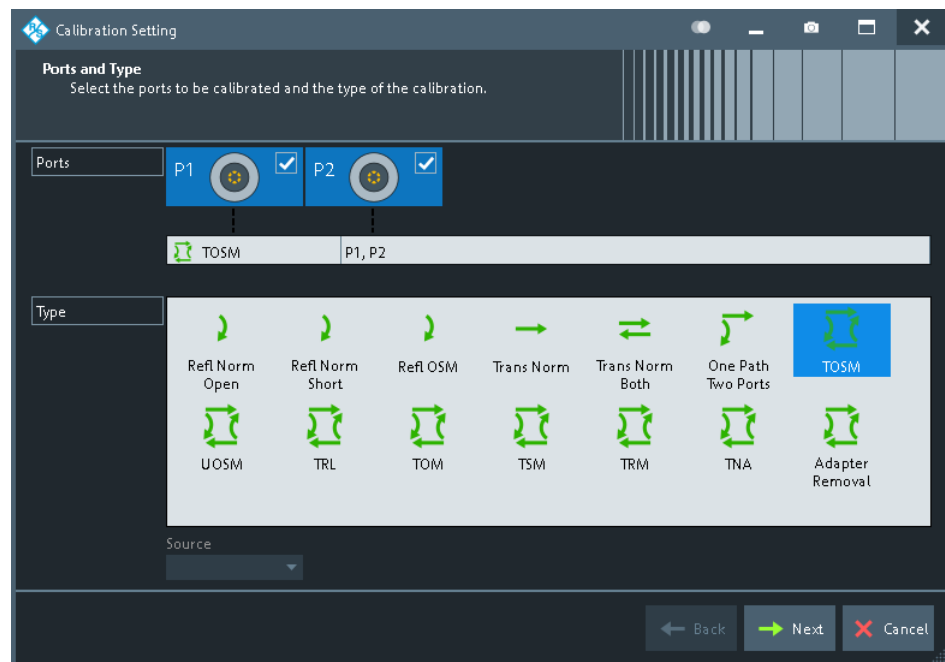 Calibration Setting
Ports and Type
Select the ports to be calibrated and the type of the calibration.
Ports
P1
P2
TOSM
P1, P2
Type
Refl Norm Open
Refl Norm Short
Refl OSM
Trans Norm
Trans Norm Both
One Path Two Ports
TOSM
UOSM
TRL
TOM
TSM
TRM
TNA
Adapter Removal
Source
Back
Next
Cancel